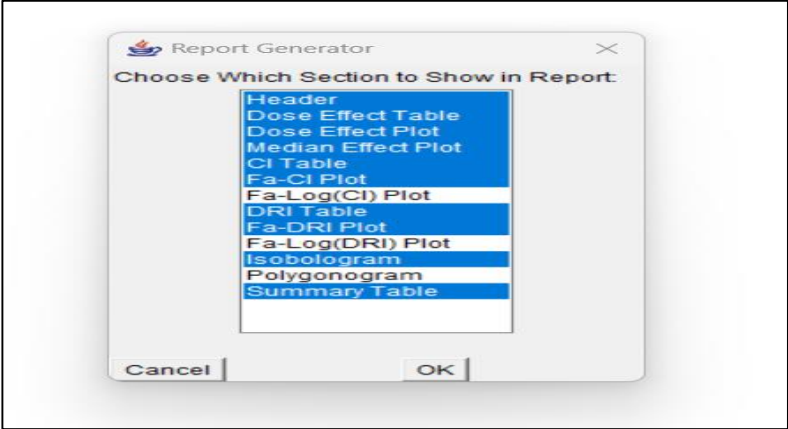 Report Generator
Choose Which Section to Show in Report:
Header
Dose Effect Table
Dose Effect Plot
Median Effect Plot
CI Table
Fa-CI Plot
Fa-Log(CI) Plot
DRI Table
Fa-DRI Plot
Fa-Log(DRI) Plot
Isobologram
Polygonogram
Summary Table
Cancel
OK